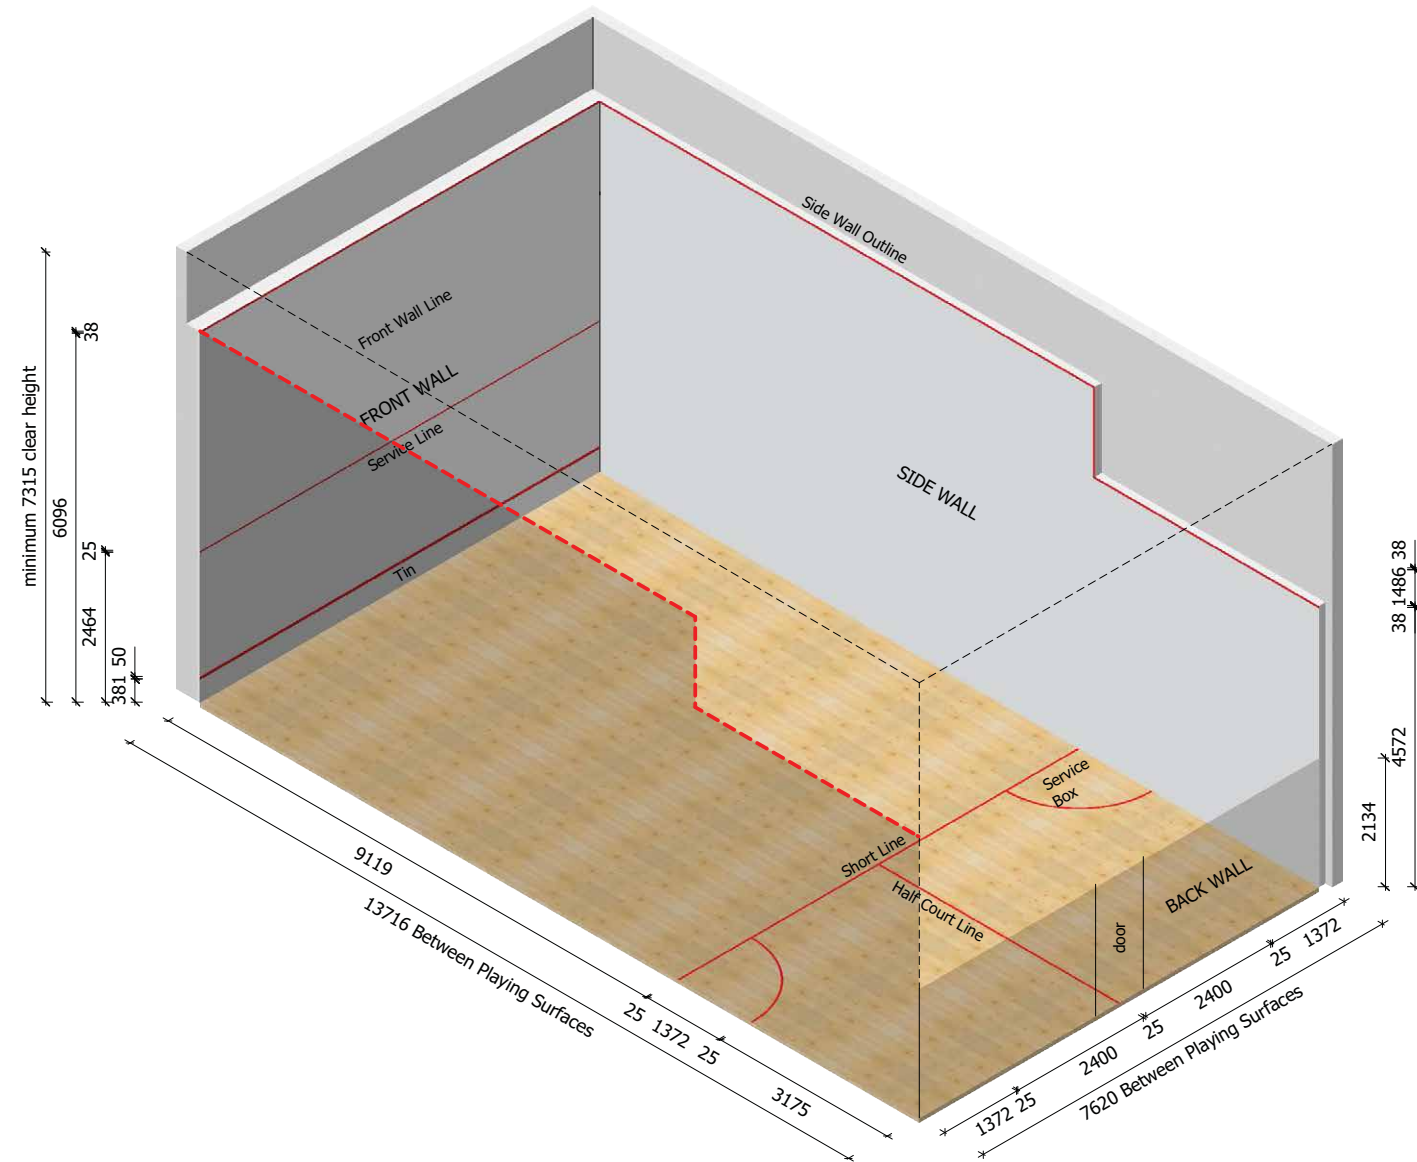 Side Wall Outline
Front Wall Line
FRONT WALL
Service Line
SIDE WALL
Tin
38
minimum 7315 clear height
6096
25
2464
50
381
38
1486
38
4572
2134
Service
Box
Short Line
Half Court Line
BACK WALL
door
9119
13716 Between Playing Surfaces
25 1372 25
3175
1372 25
2400
25
2400
25
1372
7620 Between Playing Surfaces